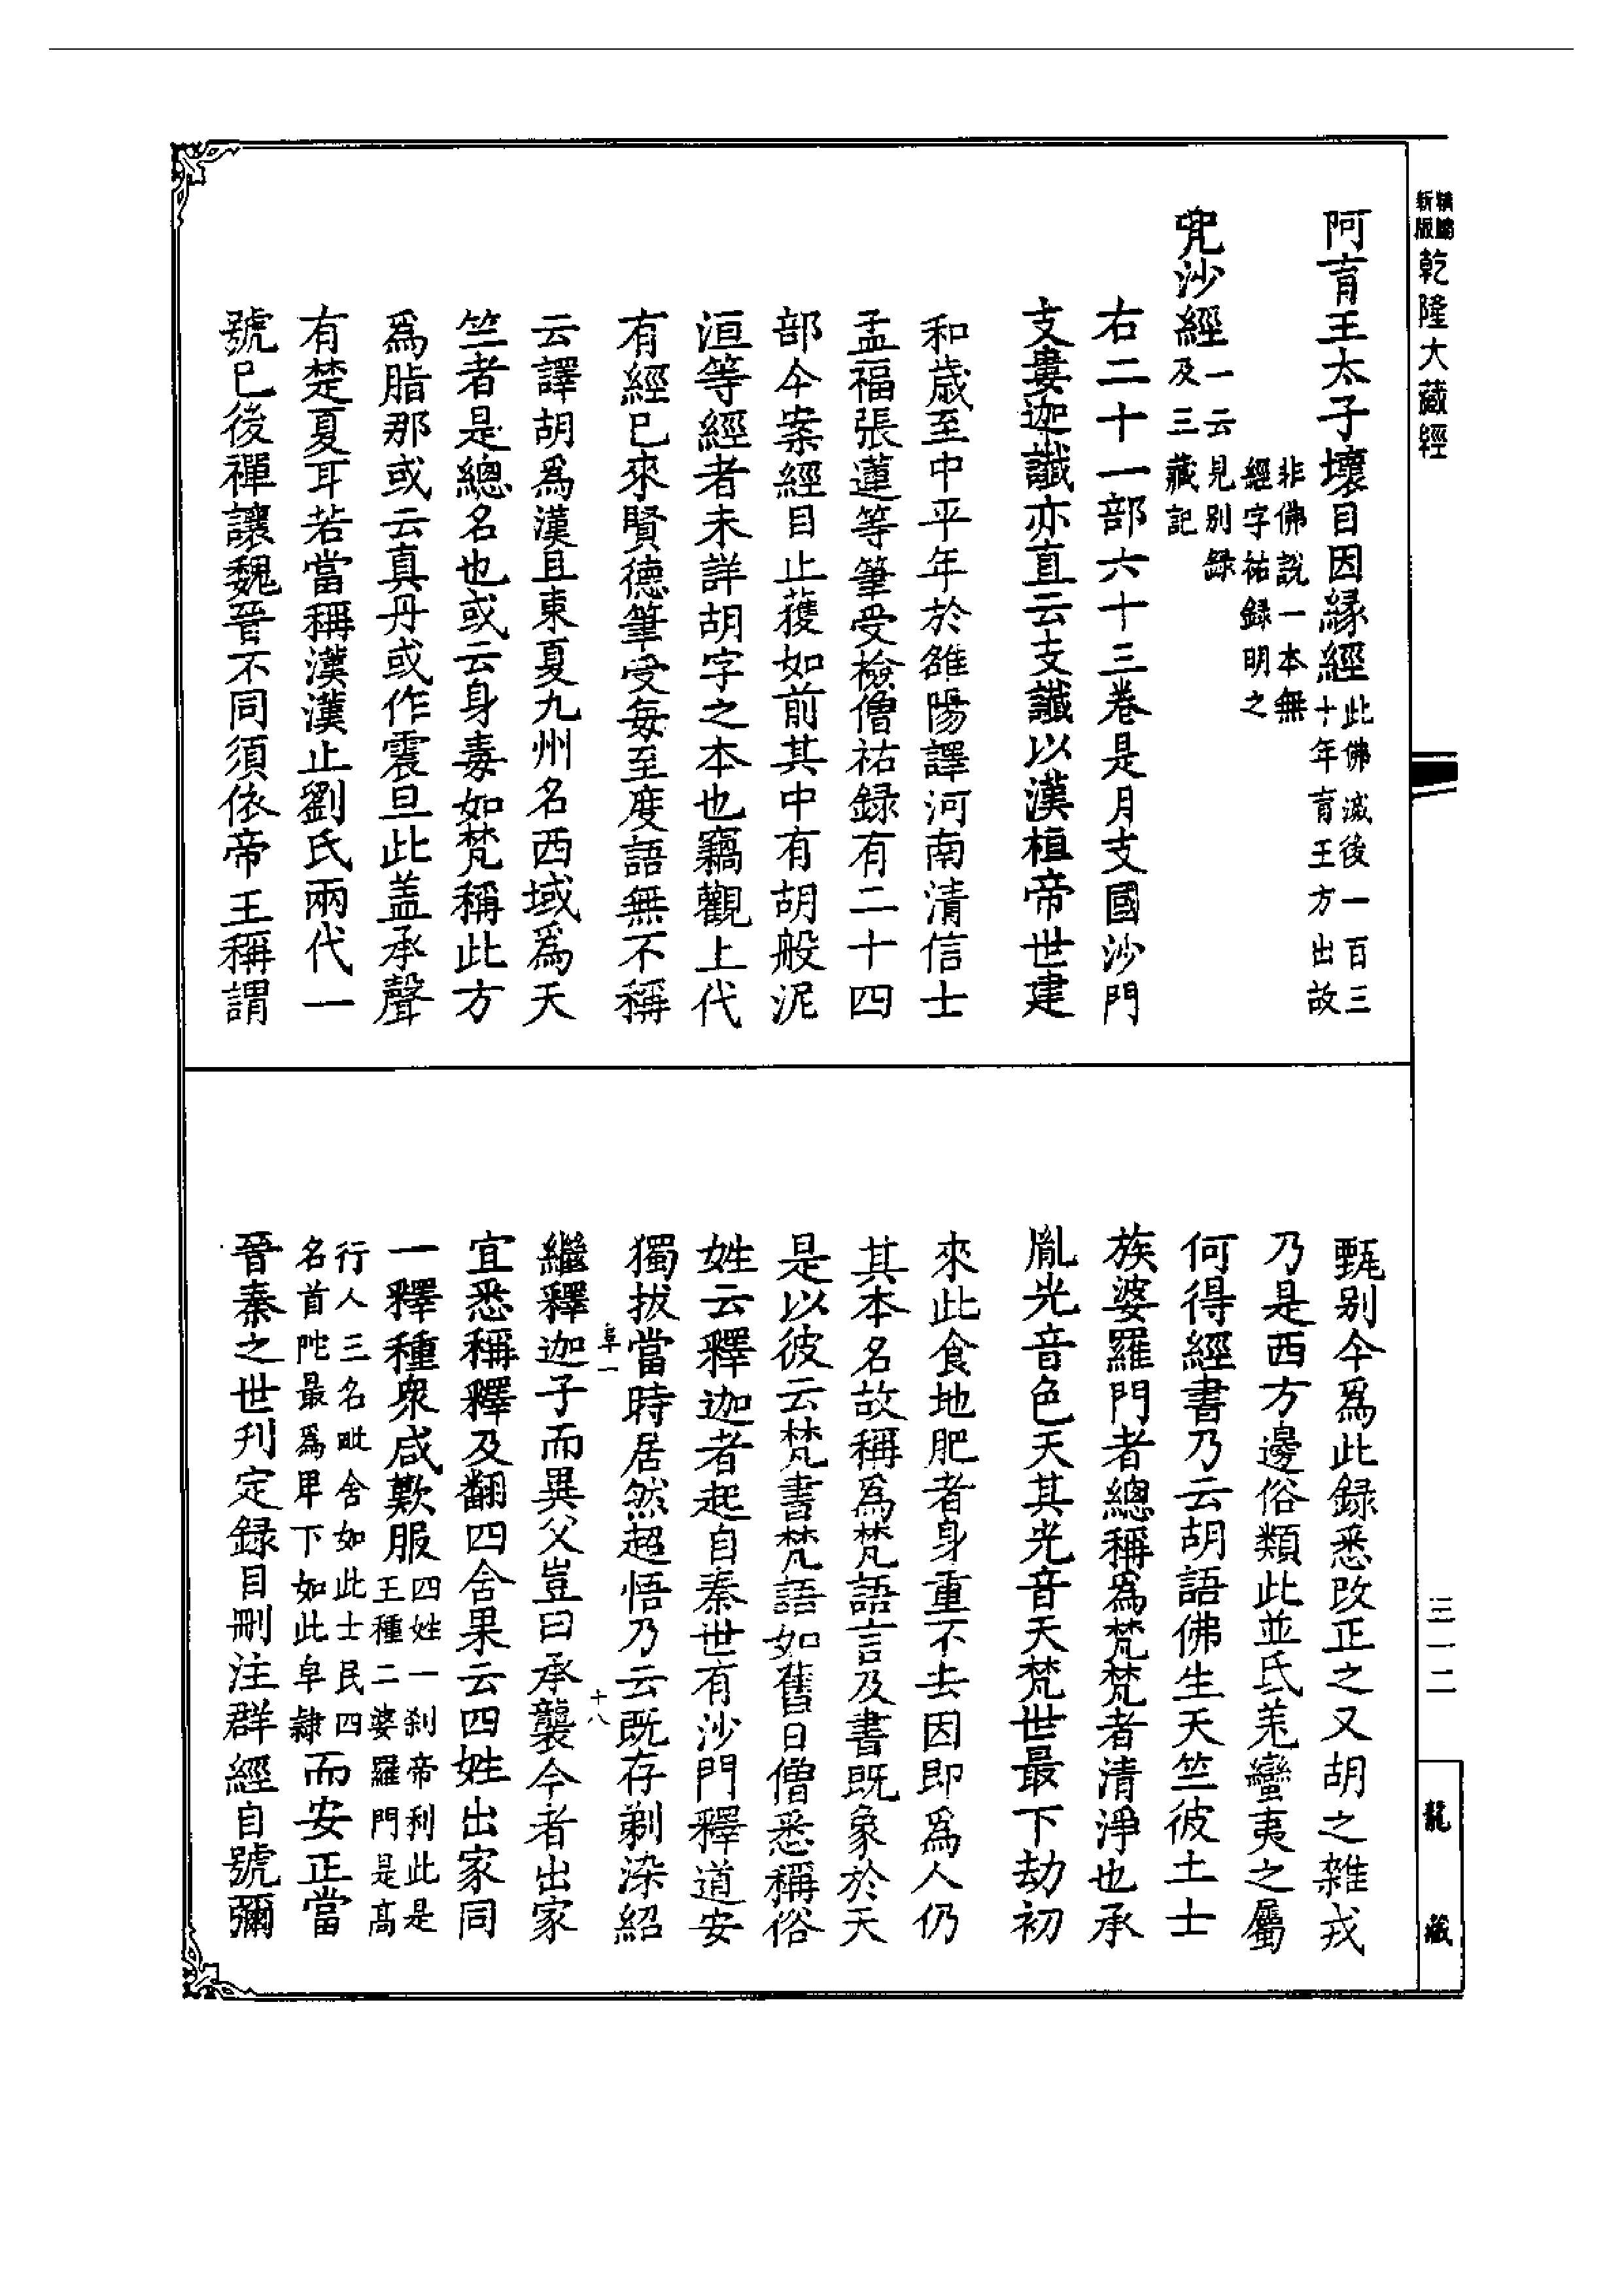 精勵新版
乾隆大藏經
阿育王太子壞目因緣經此佛滅後一百三十年育王方出故
非佛說一本無經字祐録明之
兜沙經一云見別録及三藏記
右二十一部六十三卷是月支國沙門
支婁迦讖亦直云支讖以漢桓帝世建
和歲至中平年於雒陽譯河南清信士
孟福張蓮等筆受檢僧祐録有二十四
部今案經目止獲如前其中有胡般泥
洹等經者未詳胡字之本也竊觀上代
有經已來賢德筆受每至度語無不稱
云譯胡爲漢且東夏九州名西域爲天
竺者是總名也或云身毒如梵稱此方
爲脂那或云真丹或作震旦此盖承聲
有楚夏耳若當稱漢漢止劉氏兩代一
號已後禪讓魏晉不同須依帝王稱謂
甄别今爲此録悉改正之又胡之雜戎
乃是西方邊俗類此並氐羌蠻夷之屬
何得經書乃云胡語佛生天竺彼土士
族婆羅門者總稱爲梵梵者清淨也承
胤光音色天其光音天梵世最下劫初
來此食地肥者身重不去因即爲人仍
其本名故稱爲梵語言及書既象於天
是以彼云梵書梵語如舊日僧悉稱俗
姓云釋迦者起自秦世有沙門釋道安
獨拔當時居然超悟乃云既存剃染紹
阜一
十八
繼釋迦子而異父豈曰承襲今者出家
宜悉稱釋及翻四含果云四姓出家同
一釋種衆咸歎服四姓一刹帝利此是王種二婆羅門是髙
行人三名毗舍如此士民四名首陀最爲卑下如此皁隷而安正當
晉秦之世刋定録目刪注群經自號彌
三一二
龍藏